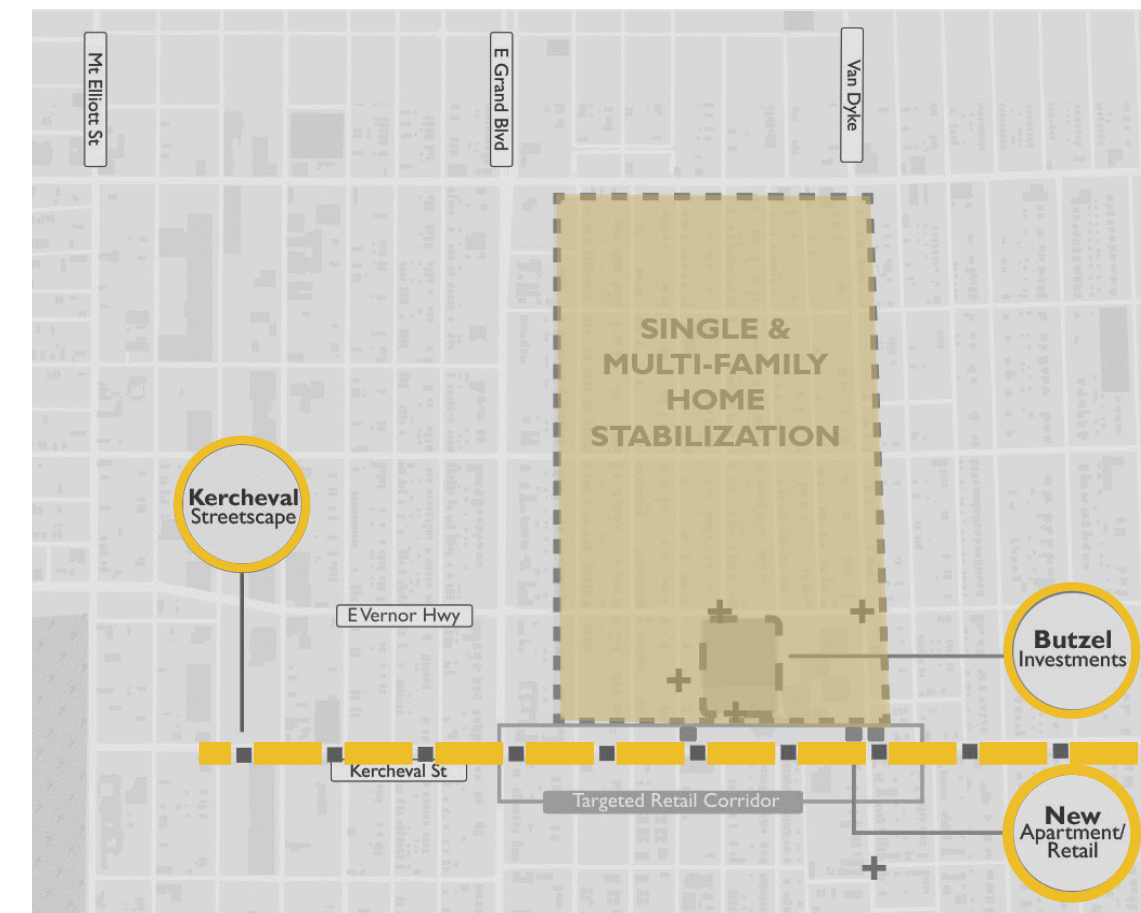 Mt Elliott St
E Grand Blvd
Van Dyke
SINGLE &
MULTI-FAMILY
HOME
STABILIZATION
Kercheval
Streetscape
E Vernor Hwy
Butzel
Investments
Kercheval St
Targeted Retail Corridor
New
Apartment/
Retail